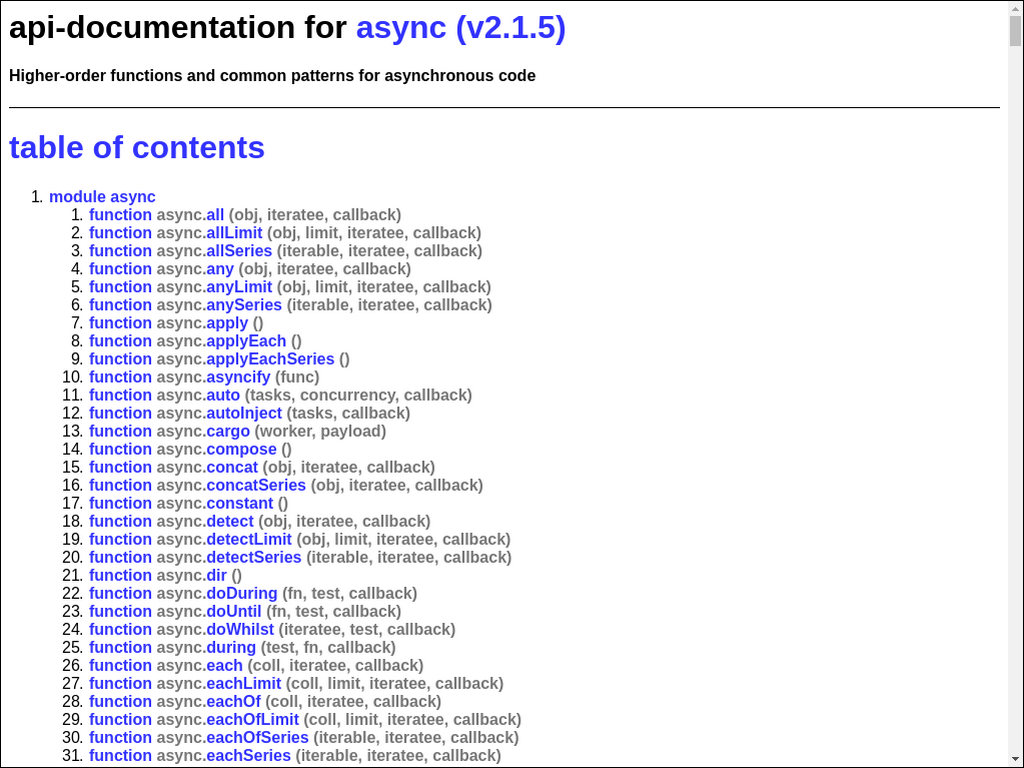 api-documentation for async (v2.1.5)
Higher-order functions and common patterns for asynchronous code
table of contents
1. module async
1. function async.all (obj, iteratee, callback)
2. function async.allLimit (obj, limit, iteratee, callback)
3. function async.allSeries (iterable, iteratee, callback)
4. function async.any (obj, iteratee, callback)
5. function async.anyLimit (obj, limit, iteratee, callback)
6. function async.anySeries (iterable, iteratee, callback)
7. function async.apply ()
8. function async.applyEach ()
9. function async.applyEachSeries ()
10. function async.asyncify (func)
11. function async.auto (tasks, concurrency, callback)
12. function async.autoInject (tasks, callback)
13. function async.cargo (worker, payload)
14. function async.compose ()
15. function async.concat (obj, iteratee, callback)
16. function async.concatSeries (obj, iteratee, callback)
17. function async.constant ()
18. function async.detect (obj, iteratee, callback)
19. function async.detectLimit (obj, limit, iteratee, callback)
20. function async.detectSeries (iterable, iteratee, callback)
21. function async.dir ()
22. function async.doDuring (fn, test, callback)
23. function async.doUntil (fn, test, callback)
24. function async.doWhilst (iteratee, test, callback)
25. function async.during (test, fn, callback)
26. function async.each (coll, iteratee, callback)
27. function async.eachLimit (coll, limit, iteratee, callback)
28. function async.eachOf (coll, iteratee, callback)
29. function async.eachOfLimit (coll, limit, iteratee, callback)
30. function async.eachOfSeries (iterable, iteratee, callback)
31. function async.eachSeries (iterable, iteratee, callback)